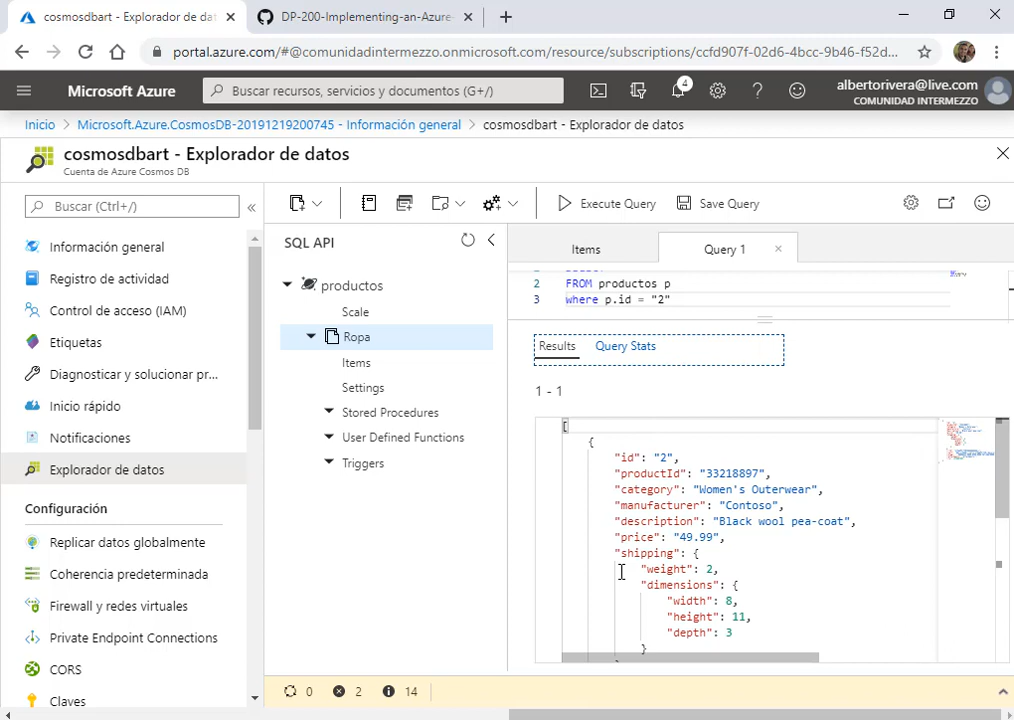 cosmosdbart - Explorador de dat
DP-200-Implementing-an-Azure-
portal.azure.com/#@comunidadintermezzo.onmicrosoft.com/resource/subscriptions/ccfd907f-02d6-4bcc-9b46-f52d...
Microsoft Azure
Buscar recursos, servicios y documentos (G+/)
4
albertorivera@live.com
COMUNIDAD INTERMEZZO
Inicio > Microsoft.Azure.CosmosDB-20191219200745 - Información general > cosmosdbart - Explorador de datos
cosmosdbart - Explorador de datos
Cuenta de Azure Cosmos DB
Buscar (Ctrl+/)
Información general
Registro de actividad
Control de acceso (IAM)
Etiquetas
Diagnosticar y solucionar pr...
Inicio rápido
Notificaciones
Explorador de datos
Configuración
Replicar datos globalmente
Coherencia predeterminada
Firewall y redes virtuales
Private Endpoint Connections
CORS
Claves
SQL API
productos
Scale
Ropa
Items
Settings
Stored Procedures
User Defined Functions
Triggers
Execute Query
Save Query
Items
Query 1
2 FROM productos p
3 where p.id = "2"
Results
Query Stats
1 - 1
[
{
"id": "2",
"productId": "33218897",
"category": "Women's Outerwear",
"manufacturer": "Contoso",
"description": "Black wool pea-coat",
"price": "49.99",
"shipping": {
"weight": 2,
"dimensions": {
"width": 8,
"height": 11,
"depth": 3
}
0 2 14